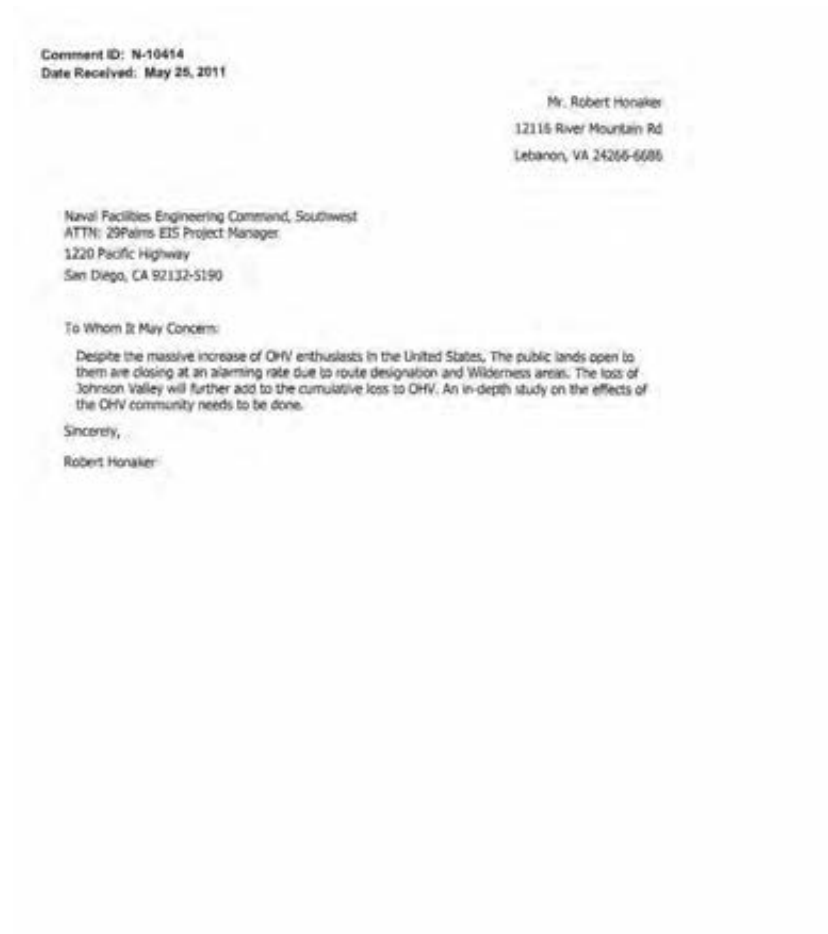 Comment ID: N-10414
Date Received: May 25, 2011
Mr. Robert Honaker
12116 River Mountain Rd
Lebanon, VA 24266-6686
Naval Facilities Engineering Command, Southwest
ATTN: 29Palms EIS Project Manager
1220 Pacific Highway
San Diego, CA 92132-5190
To Whom It May Concern:
Despite the massive increase of OHV enthusiasts in the United States, The public lands open to
them are closing at an alarming rate due to route designation and Wilderness areas. The loss of
Johnson Valley will further add to the cumulative loss to OHV. An in-depth study on the effects of
the OHV community needs to be done.
Sincerely,
Robert Honaker